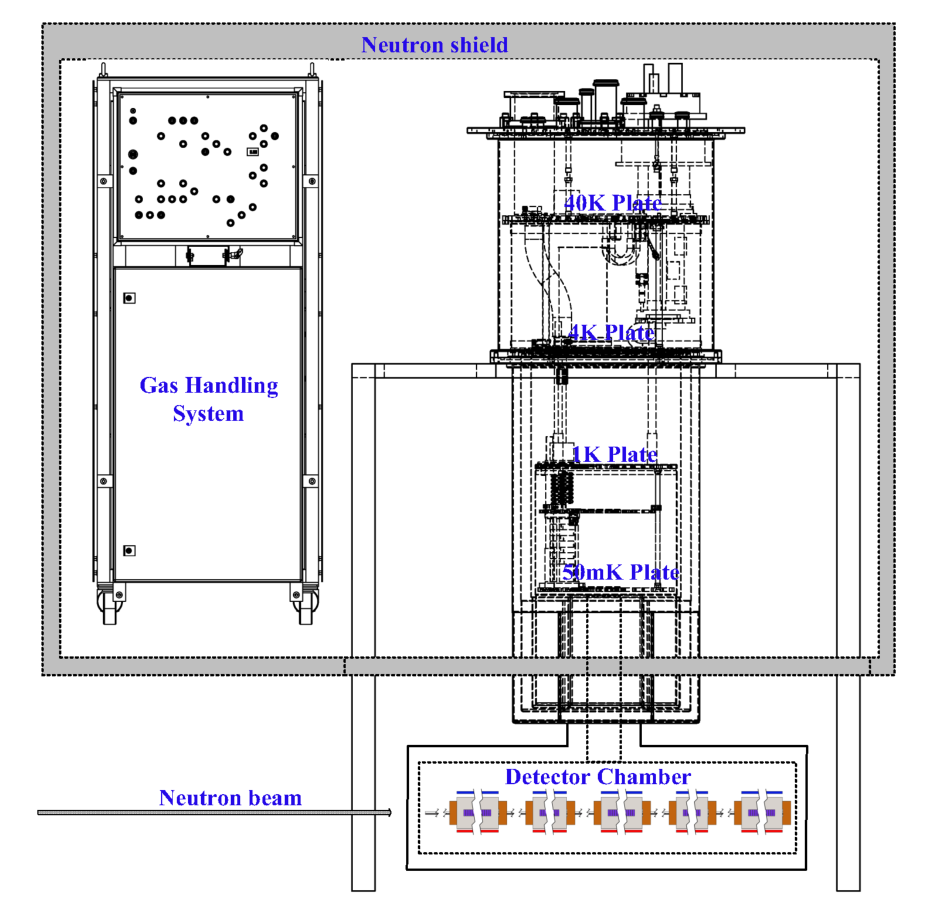 Neutron shield
40K Plate
4K Plate
Gas Handling
System
1K Plate
50mK Plate
Detector Chamber
Neutron beam